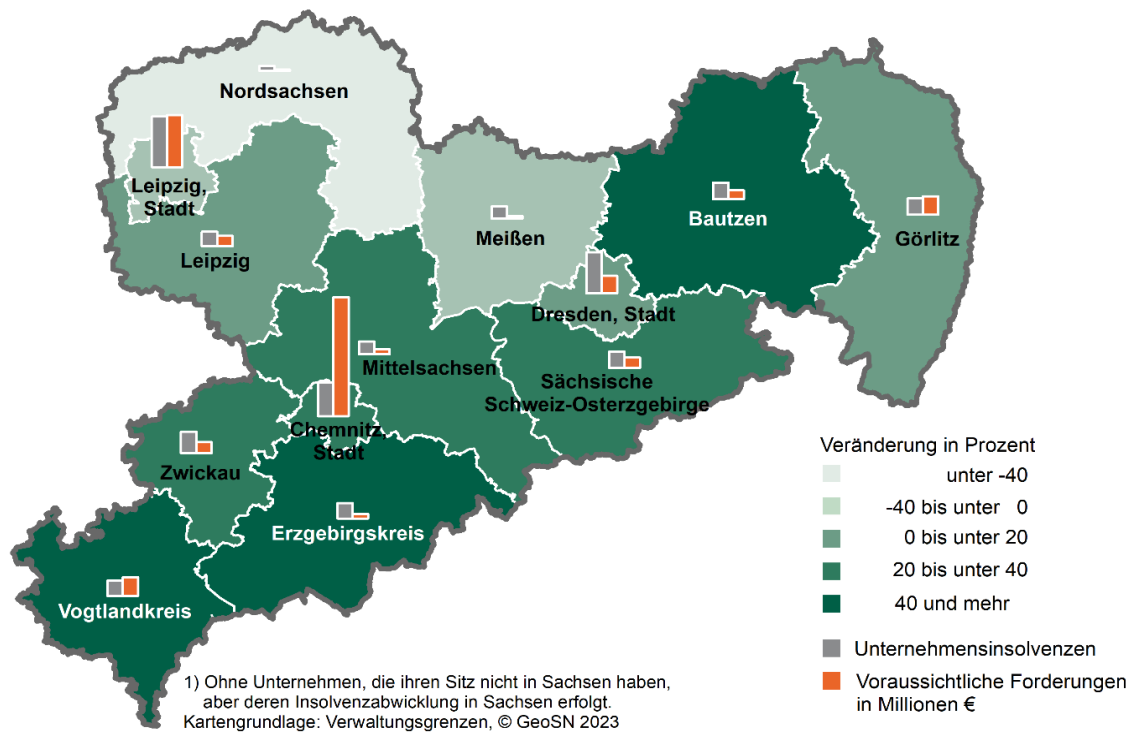 Nordsachsen
Leipzig,
Stadt
Leipzig
Meißen
Bautzen
Görlitz
Dresden, Stadt
Mittelsachsen
Sächsische
Schweiz-Osterzgebirge
Chemnitz,
Stadt
Zwickau
Erzgebirgskreis
Vogtlandkreis
Veränderung in Prozent
unter -40
-40 bis unter 0
0 bis unter 20
20 bis unter 40
40 und mehr
Unternehmensinsolvenzen
Voraussichtliche Forderungen
in Millionen €
1) Ohne Unternehmen, die ihren Sitz nicht in Sachsen haben,
aber deren Insolvenzabwicklung in Sachsen erfolgt.
Kartengrundlage: Verwaltungsgrenzen, © GeoSN 2023